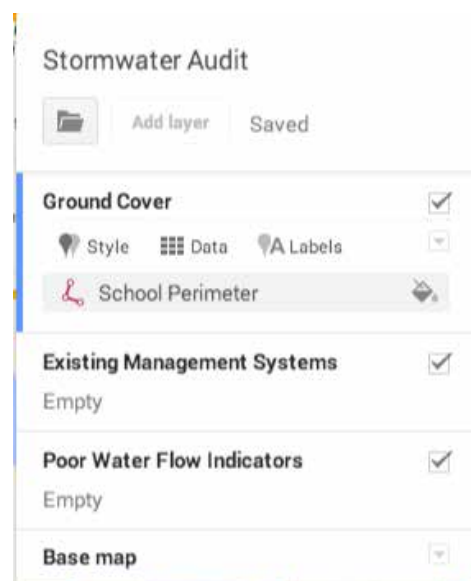 Stormwater Audit
Add layer Saved
Ground Cover
Style Data A Labels
School Perimeter
Existing Management Systems
Empty
Poor Water Flow Indicators
Empty
Base map